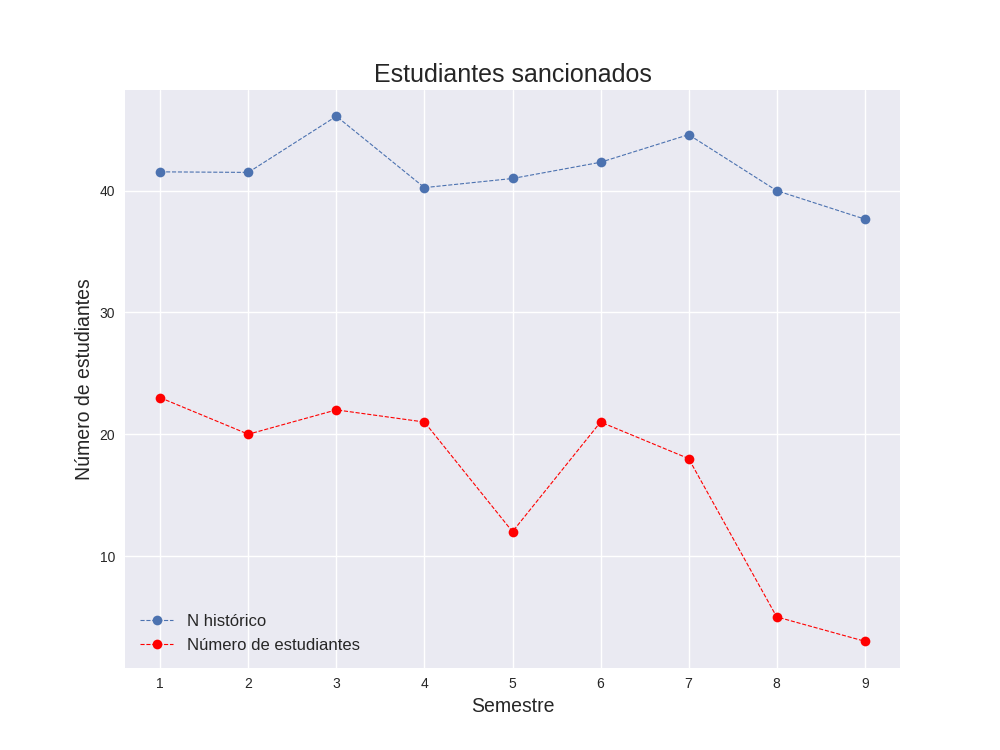 Estudiantes sancionados
Número de estudiantes
40
30
20
10
N histórico
Número de estudiantes
1 2 3 4 5 6 7 8 9
Semestre